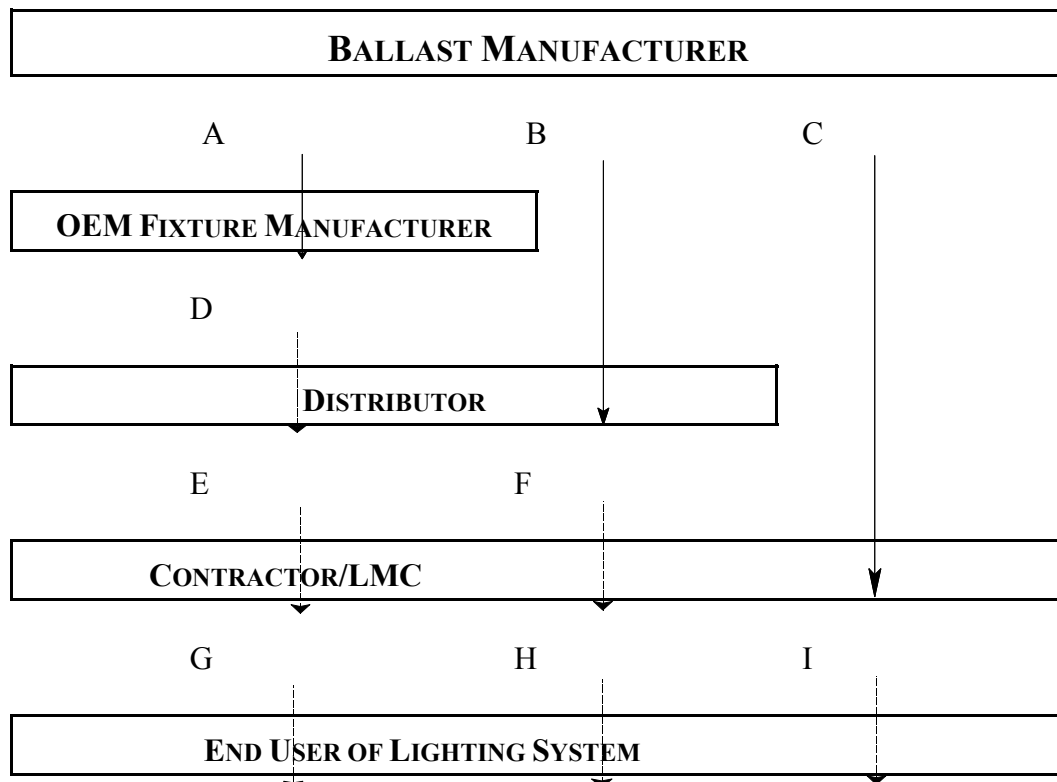 BALLAST MANUFACTURER
A B C
OEM FIXTURE MANUFACTURER
D
DISTRIBUTOR
E F
CONTRACTOR/LMC
G H I
END USER OF LIGHTING SYSTEM